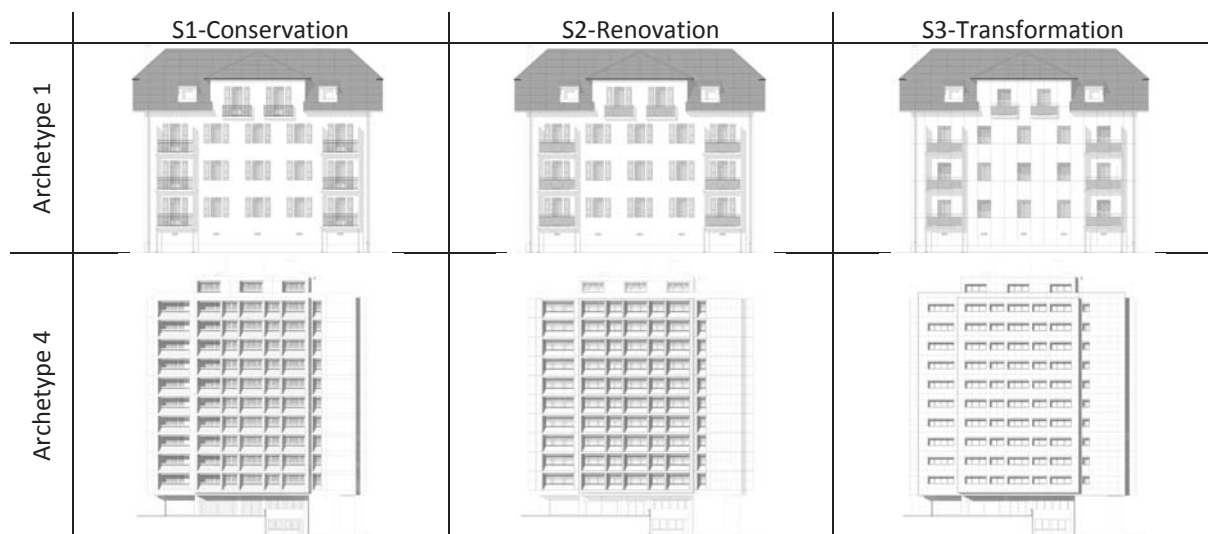 S1-Conservation
S2-Renovation
S3-Transformation
Archetype 1
Archetype 4